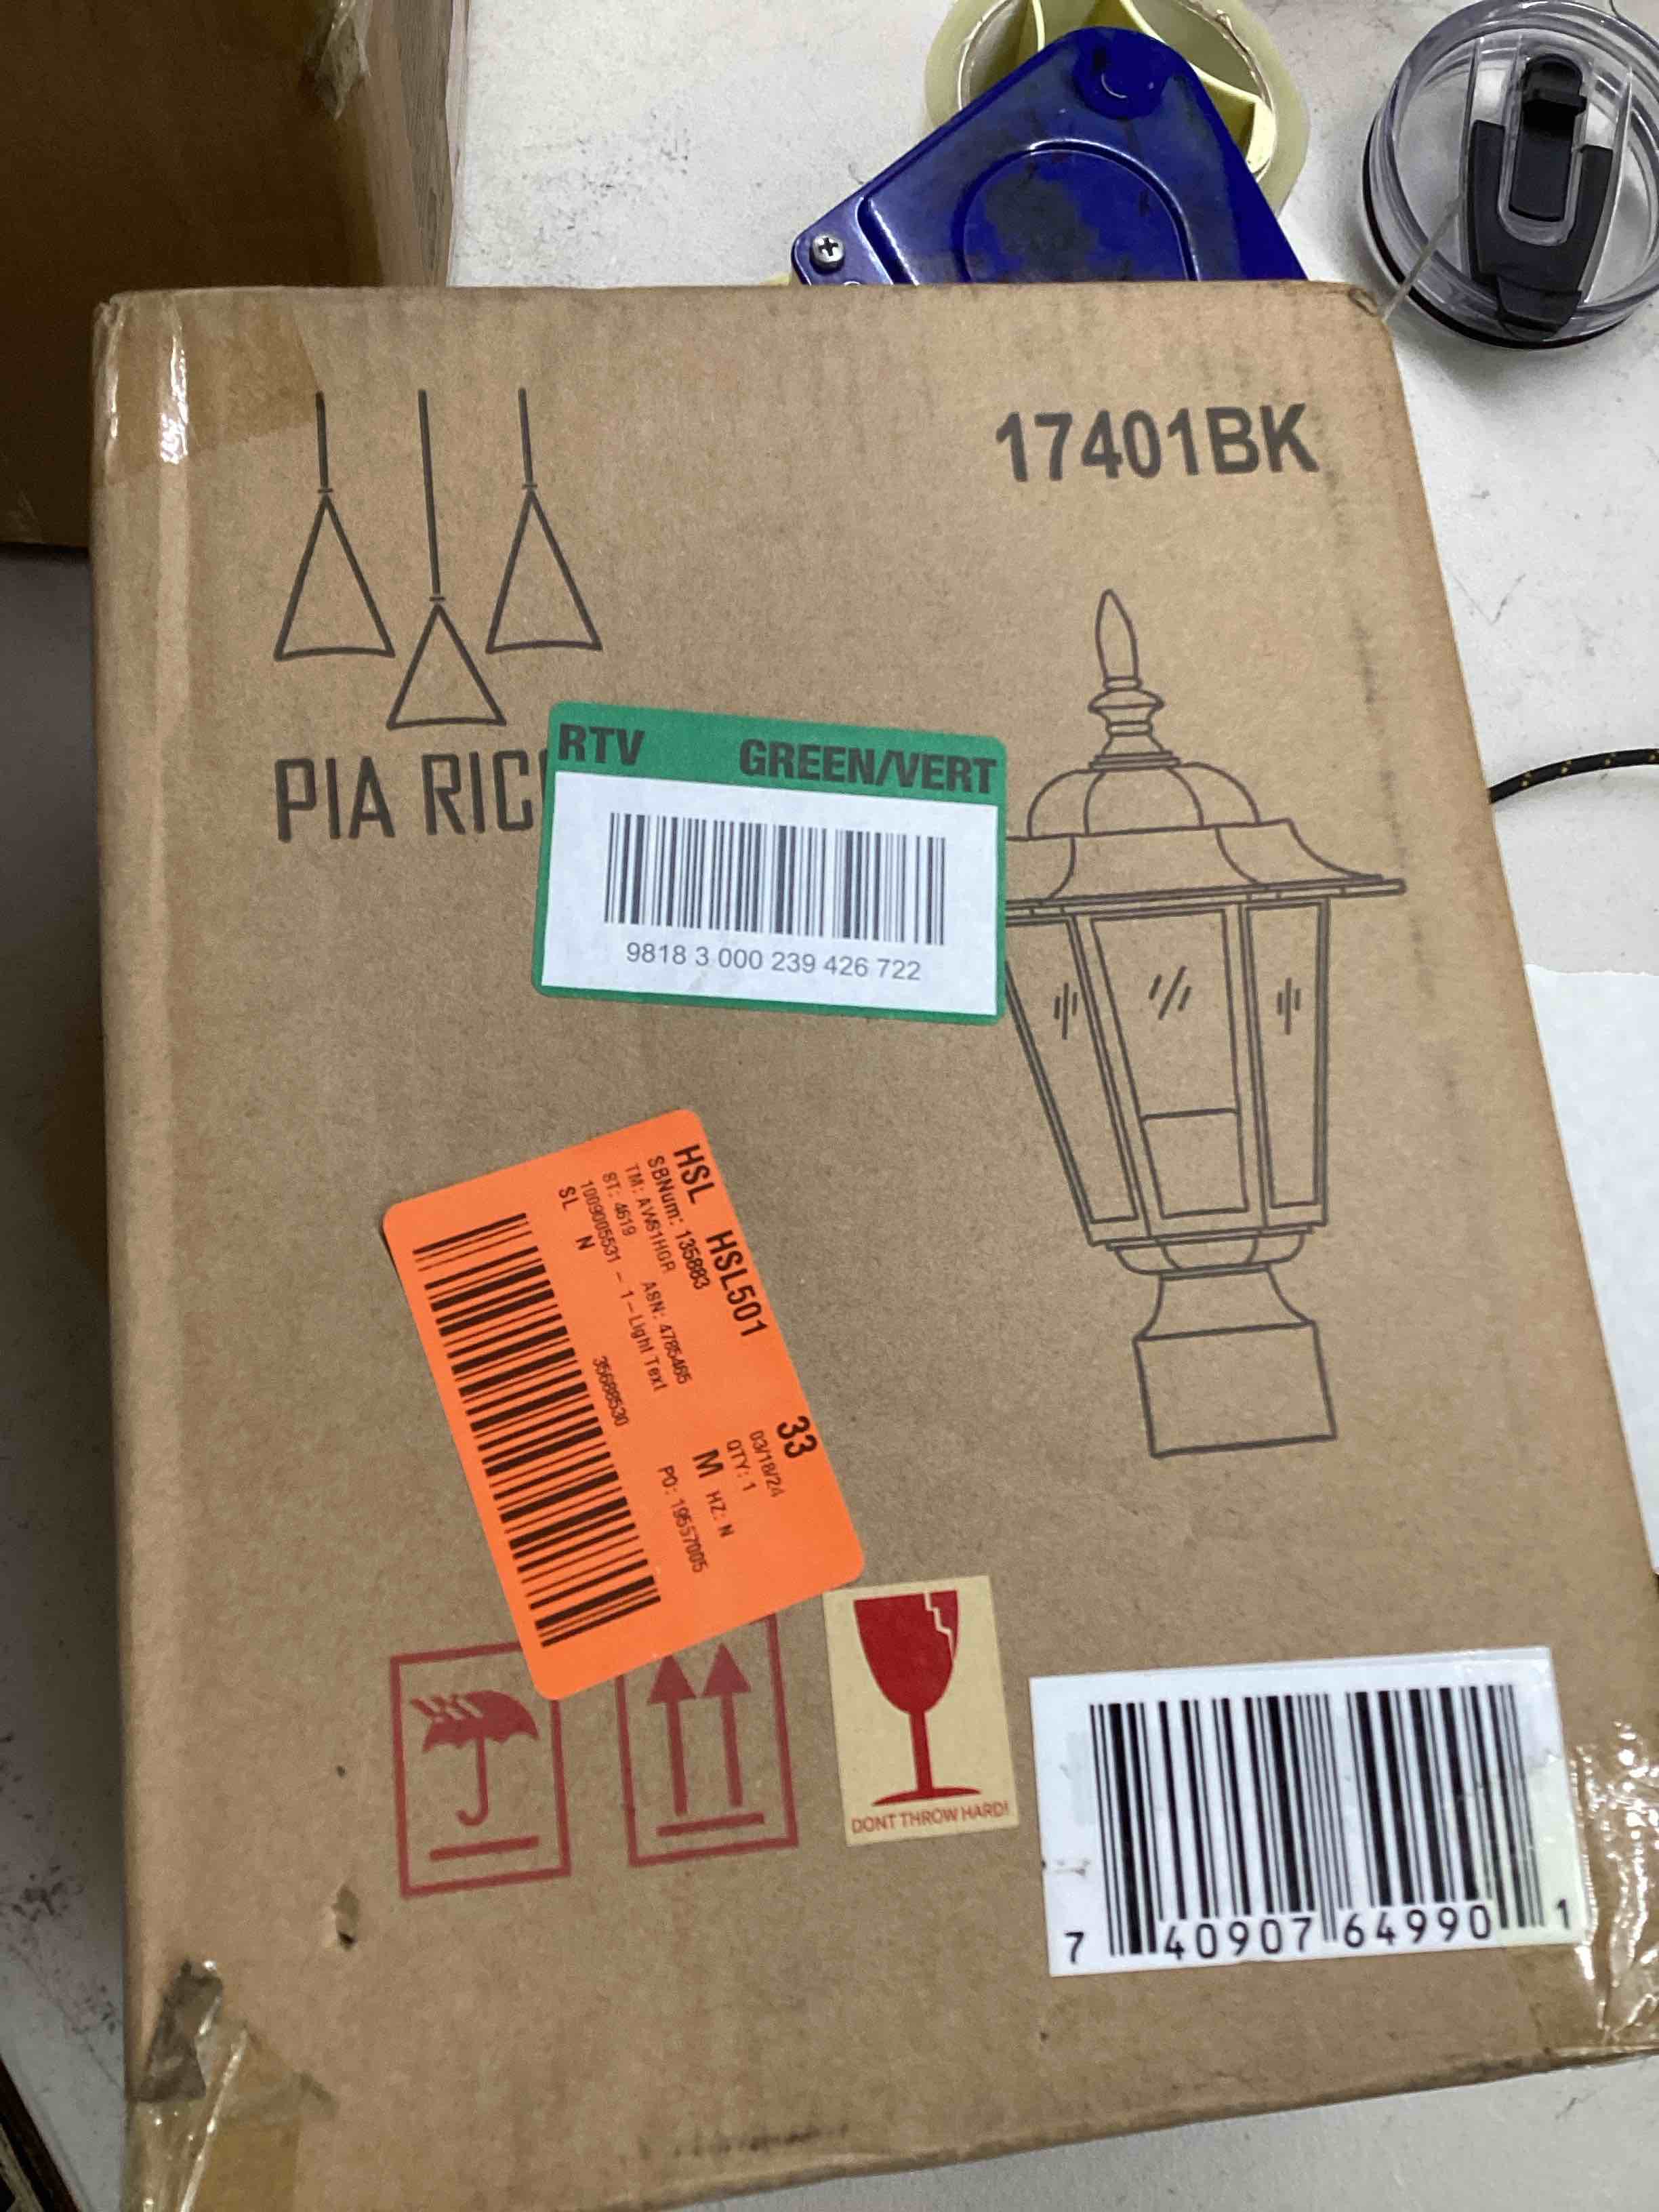 17401BK
PIA RIC
RTV GREEN/VERT
9818 3 000 239 426 722
HSL HSL501 33
SBNum: 135883 03/18/24
TM: AWS1HGR ASN: 4785465 QTY: 1
ST: 4619 M HZ: N
1009005531 - 1-Light Text
SL N 35688530 PO: 19557005
DONT THROW HARD!
7 40907 64990 1